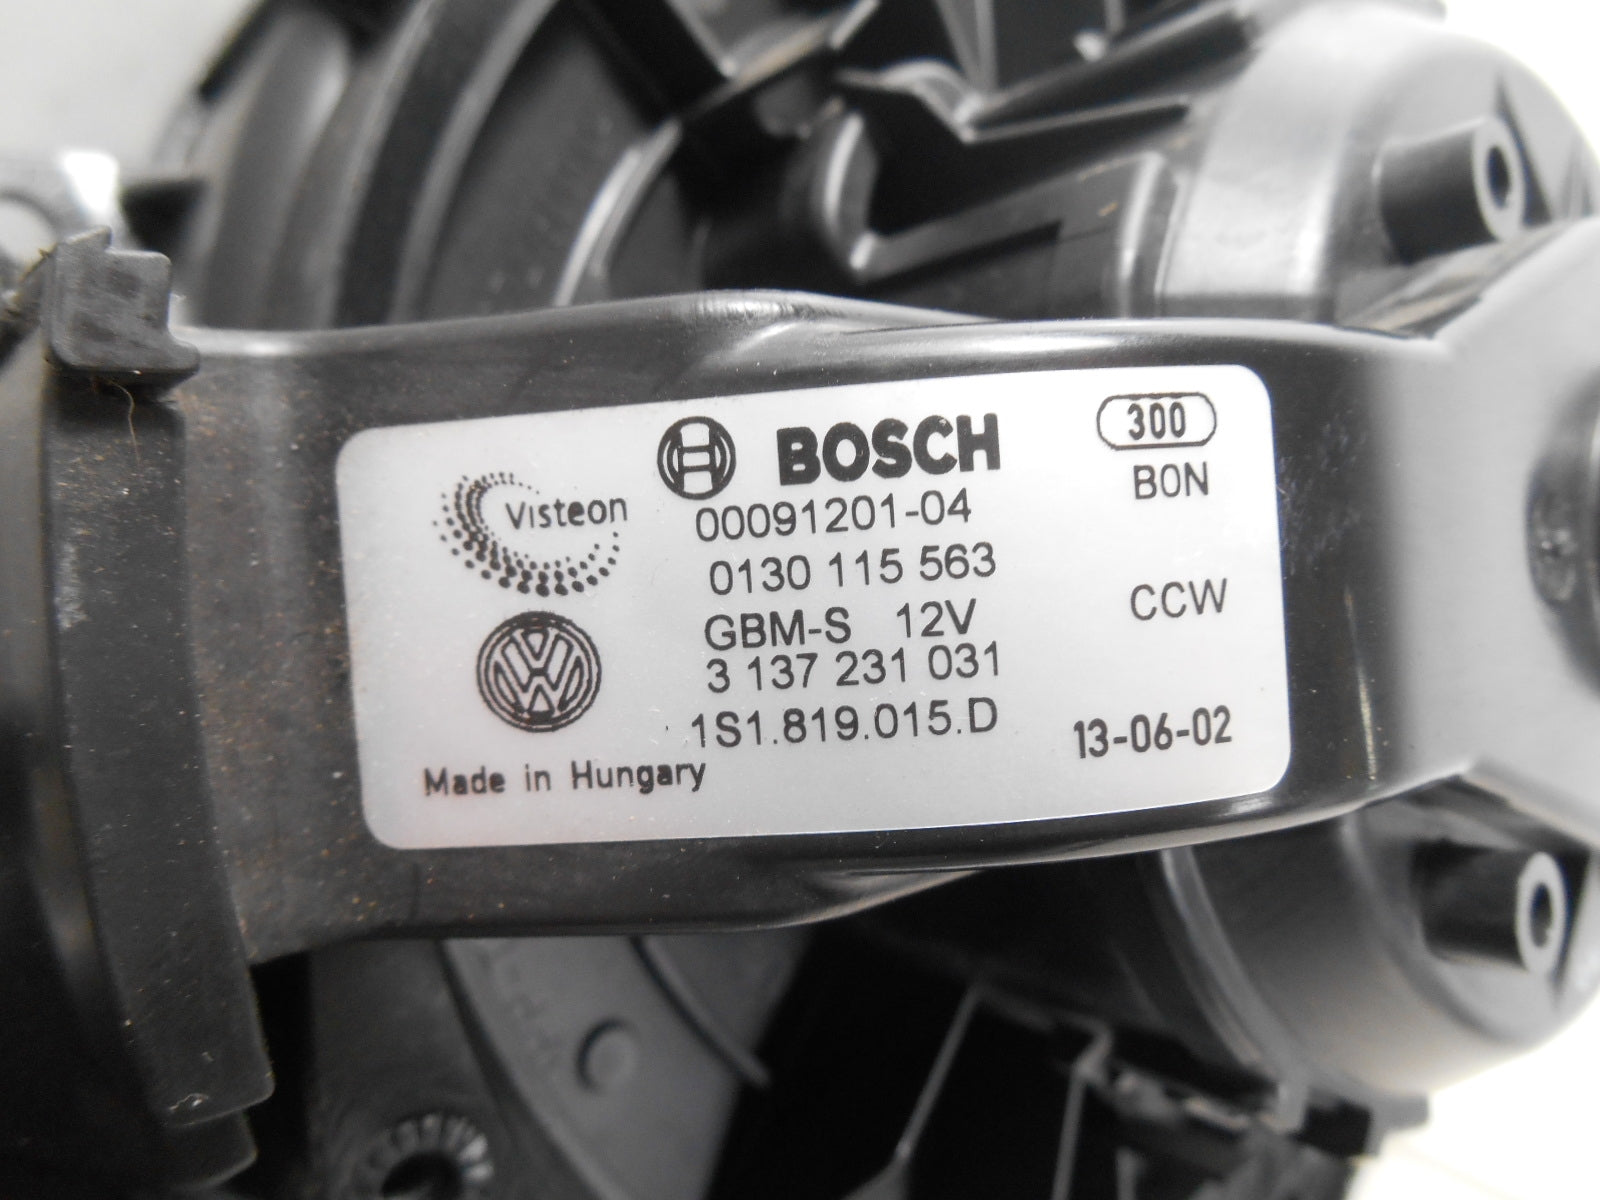 BOSCH
300
Visteon
00091201-04
BON
0130 115 563
GBM-S 12V
CCW
3 137 231 031
1S1.819.015.D
13-06-02
Made in Hungary